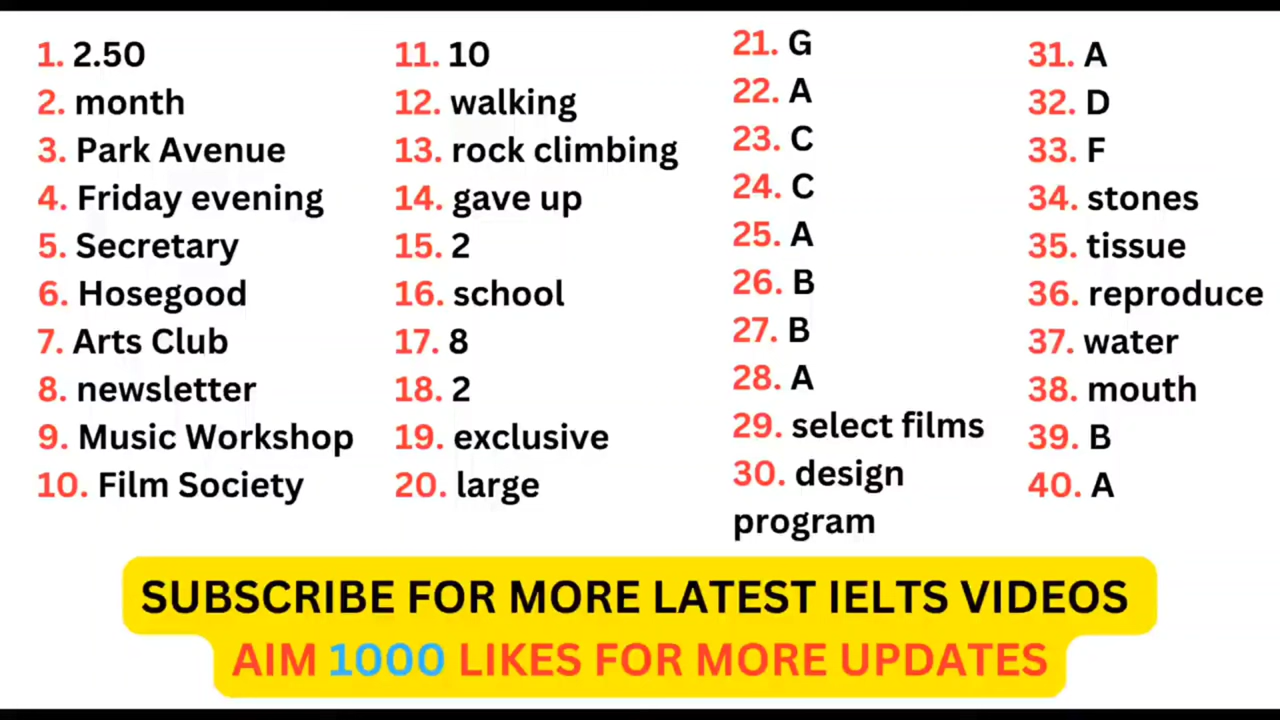 1. 2.50
2. month
3. Park Avenue
4. Friday evening
5. Secretary
6. Hosegood
7. Arts Club
8. newsletter
9. Music Workshop
10. Film Society
11. 10
12. walking
13. rock climbing
14. gave up
15. 2
16. school
17. 8
18. 2
19. exclusive
20. large
21. G
22. A
23. C
24. C
25. A
26. B
27. B
28. A
29. select films
30. design
program
31. A
32. D
33. F
34. stones
35. tissue
36. reproduce
37. water
38. mouth
39. B
40. A
SUBSCRIBE FOR MORE LATEST IELTS VIDEOS
AIM 1000 LIKES FOR MORE UPDATES